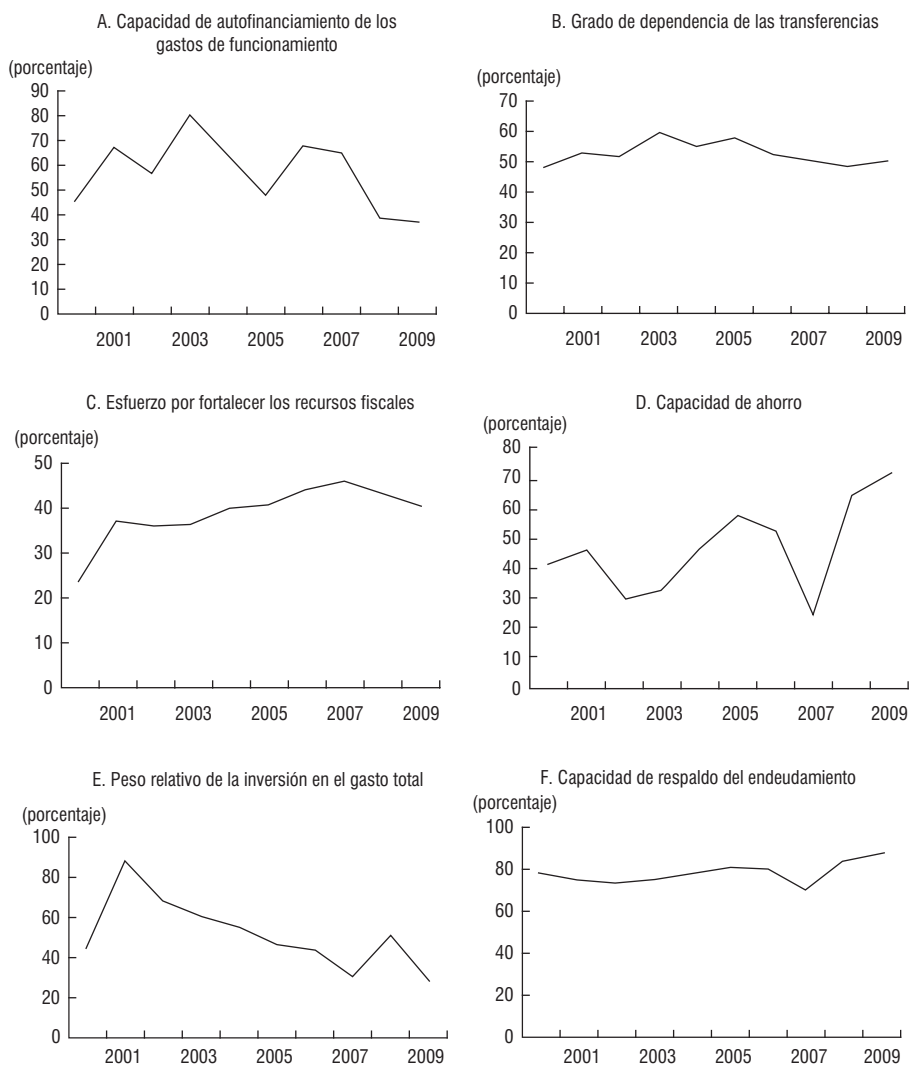 A. Capacidad de autofinanciamiento de los
gastos de funcionamiento
(porcentaje)
90
80
70
60
50
40
30
20
10
0
2001 2003 2005 2007 2009
B. Grado de dependencia de las transferencias
(porcentaje)
70
60
50
40
30
20
10
0
2001 2003 2005 2007 2009
C. Esfuerzo por fortalecer los recursos fiscales
(porcentaje)
50
40
30
20
10
0
2001 2003 2005 2007 2009
D. Capacidad de ahorro
(porcentaje)
80
70
60
50
40
30
20
10
0
2001 2003 2005 2007 2009
E. Peso relativo de la inversión en el gasto total
(porcentaje)
100
80
60
40
20
0
2001 2003 2005 2007 2009
F. Capacidad de respaldo del endeudamiento
(porcentaje)
100
80
60
40
20
0
2001 2003 2005 2007 2009